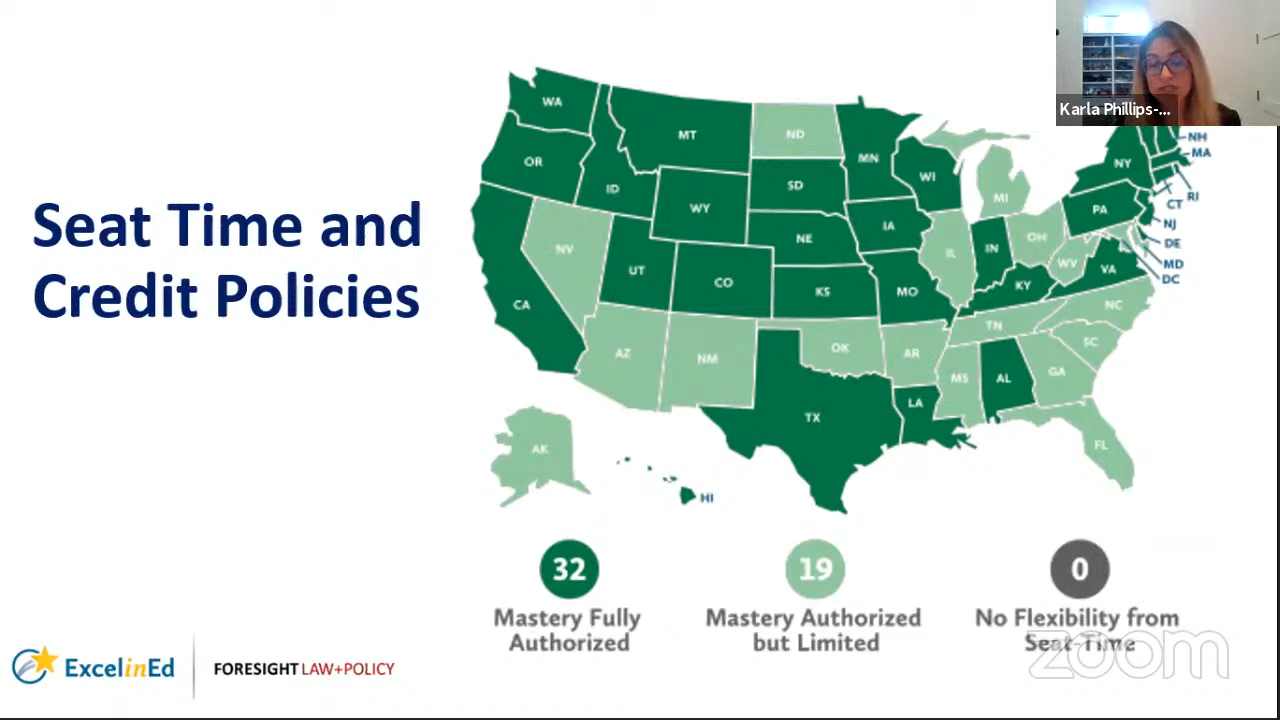 Karla Phillips-...
Seat Time and
Credit Policies
WA
MT
ND
MN
OR
ID
SD
WI
WY
MI
NY
NH
MA
RI
CT
PA
NJ
DE
MD
DC
NE
IA
NV
UT
CO
KS
MO
IL
IN
OH
WV
VA
KY
CA
NC
TN
SC
AZ
NM
OK
AR
MS
AL
GA
LA
TX
FL
AK
HI
32
Mastery Fully
Authorized
19
Mastery Authorized
but Limited
0
No Flexibility from
Seat-Time
zoom
ExcelinEd
FORESIGHT LAW+POLICY